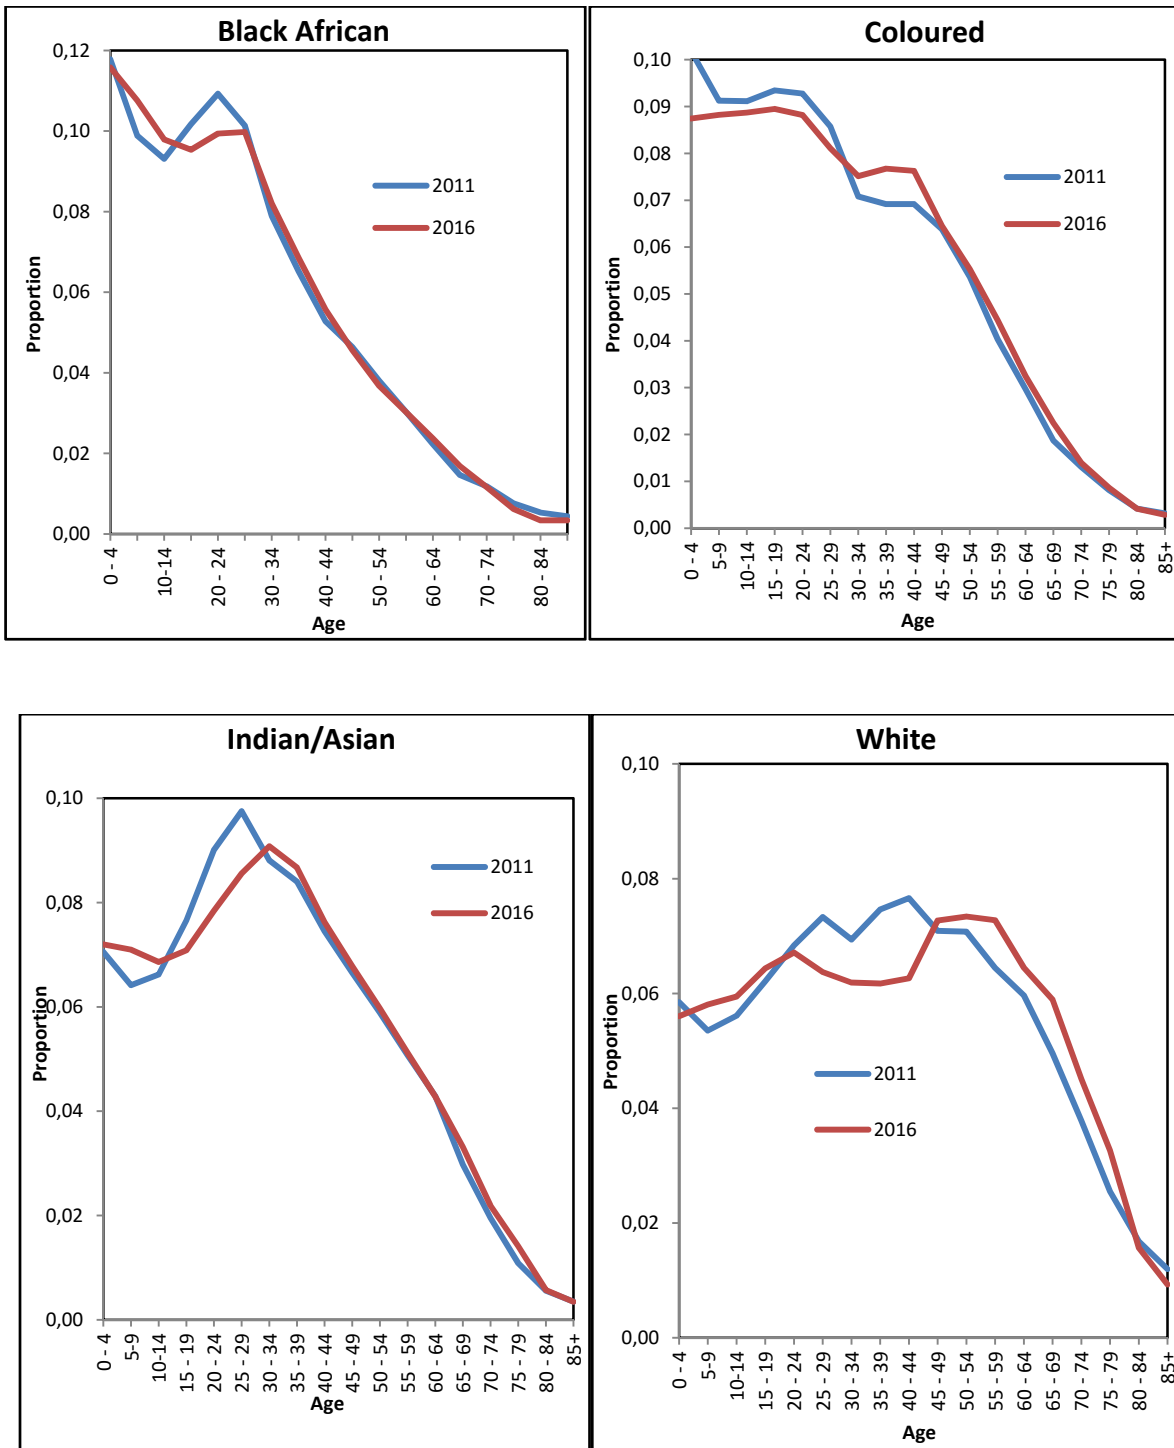 Black African
0,12
0,10
0,08
0,06
0,04
0,02
0,00
Proportion
2011
2016
0 - 4
10-14
20 - 24
30 - 34
40 - 44
50 - 54
60 - 64
70 - 74
80 - 84
Age
Coloured
0,10
0,09
0,08
0,07
0,06
0,05
0,04
0,03
0,02
0,01
0,00
Proportion
2011
2016
0 - 4
5-9
10-14
15 - 19
20 - 24
25 - 29
30 - 34
35 - 39
40 - 44
45 - 49
50 - 54
55 - 59
60 - 64
65 - 69
70 - 74
75 - 79
80 - 84
85+
Age
Indian/Asian
0,10
0,08
0,06
0,04
0,02
0,00
Proportion
2011
2016
0 - 4
5-9
10-14
15 - 19
20 - 24
25 - 29
30 - 34
35 - 39
40 - 44
45 - 49
50 - 54
55 - 59
60 - 64
65 - 69
70 - 74
75 - 79
80 - 84
85+
Age
White
0,10
0,08
0,06
0,04
0,02
0,00
Proportion
2011
2016
0 - 4
5-9
10-14
15 - 19
20 - 24
25 - 29
30 - 34
35 - 39
40 - 44
45 - 49
50 - 54
55 - 59
60 - 64
65 - 69
70 - 74
75 - 79
80 - 84
85+
Age